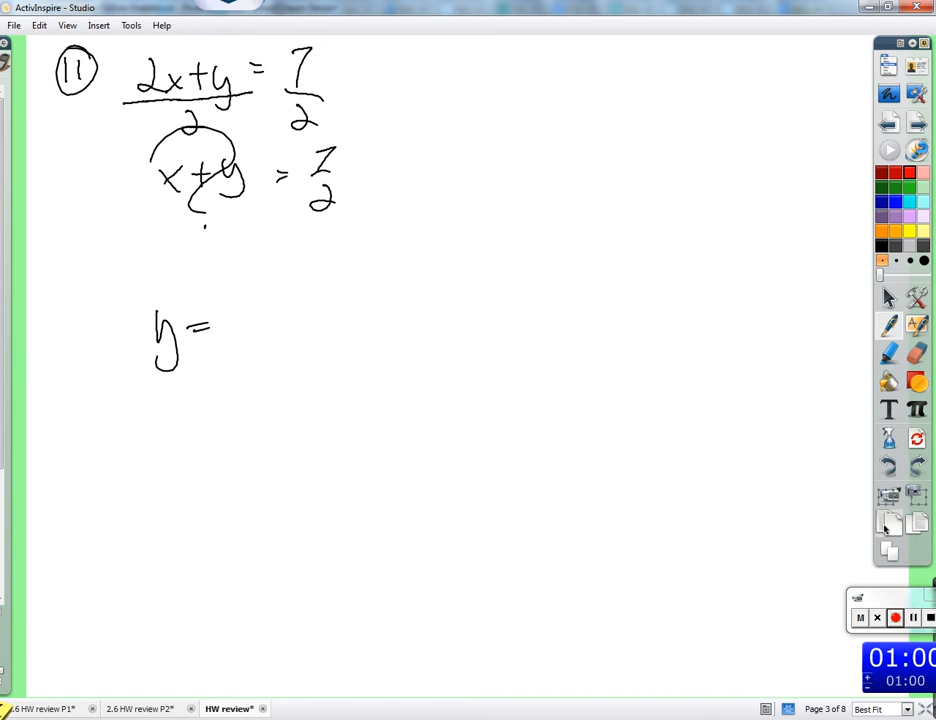 ActivInspire - Studio
File Edit View Insert Tools Help
11 2x+y = 7
2 2
x+y = 7
2
y =
M
01:00
01:00
2.6 HW review P1* 2.6 HW review P2* HW review* Page 3 of 8 Best Fit